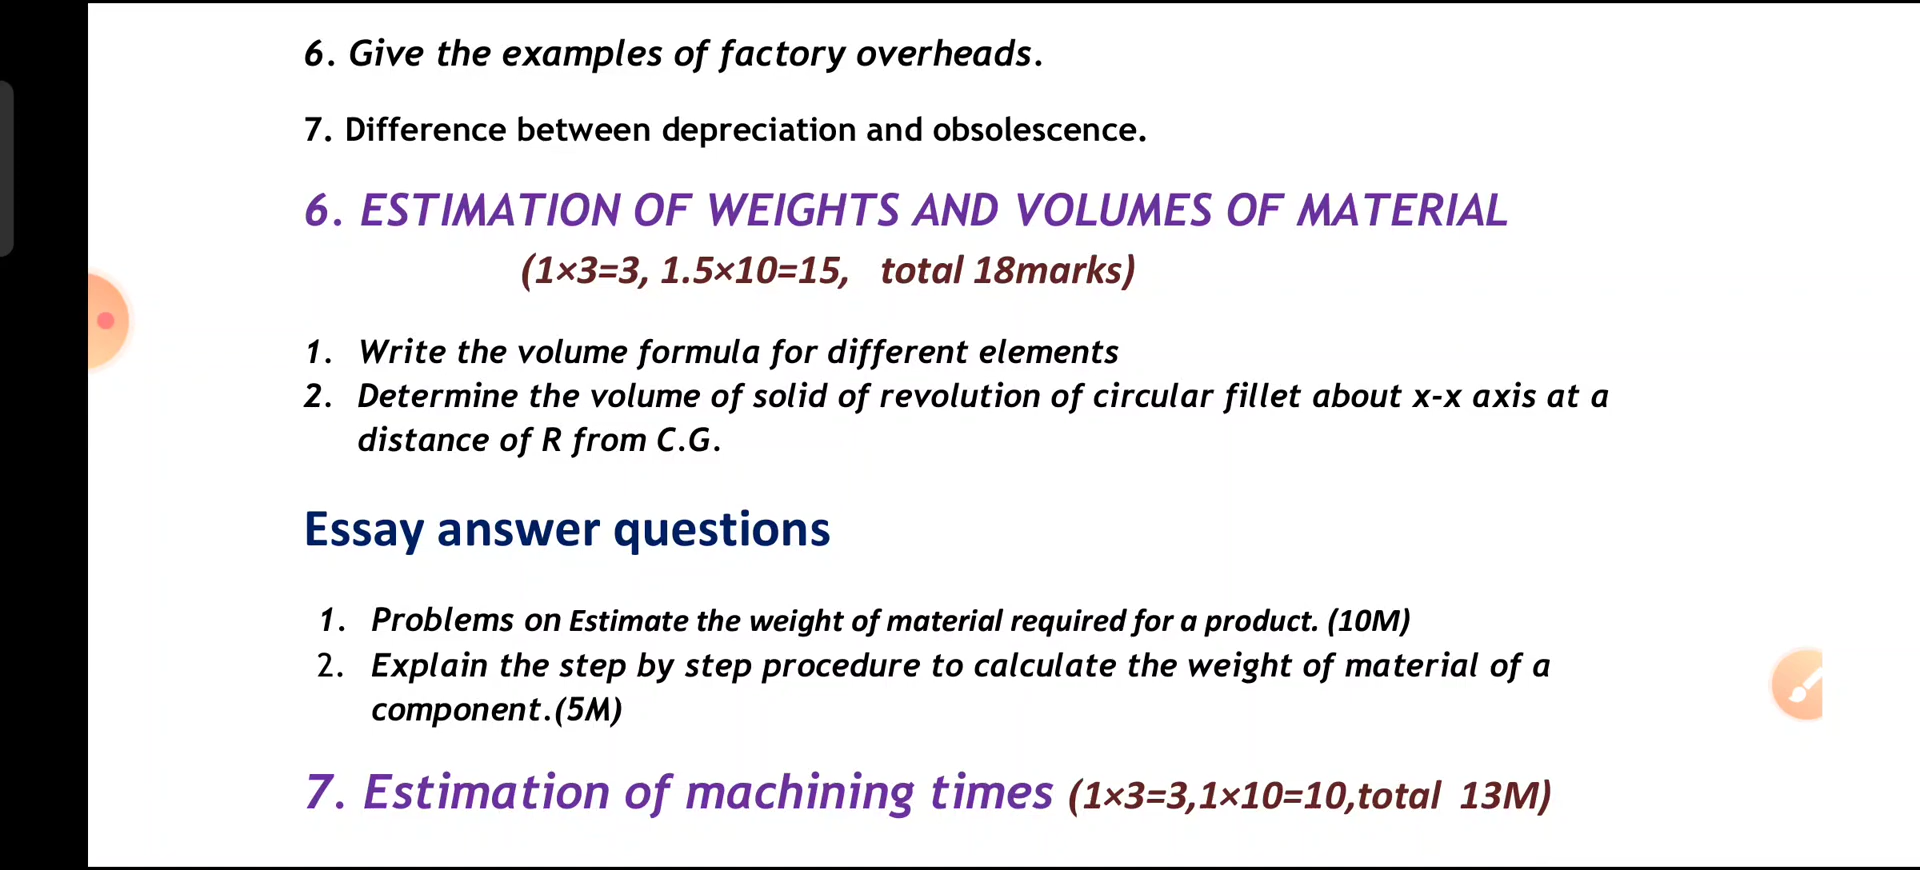 6. Give the examples of factory overheads.
7. Difference between depreciation and obsolescence.
6. ESTIMATION OF WEIGHTS AND VOLUMES OF MATERIAL
(1×3=3, 1.5×10=15, total 18marks)
1. Write the volume formula for different elements
2. Determine the volume of solid of revolution of circular fillet about x-x axis at a
distance of R from C.G.
Essay answer questions
1. Problems on Estimate the weight of material required for a product. (10M)
2. Explain the step by step procedure to calculate the weight of material of a
component.(5M)
7. Estimation of machining times (1×3=3,1×10=10,total 13M)